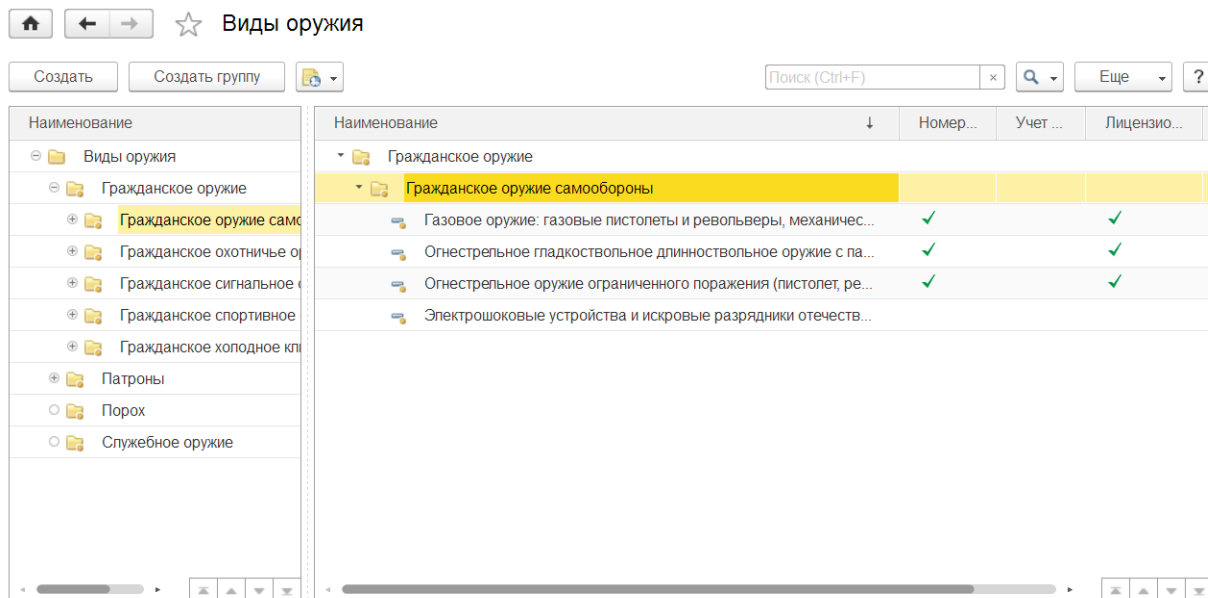 Виды оружия
Создать
Создать группу
Поиск (Ctrl+F)
×
Еще
?
Наименование
Виды оружия
Гражданское оружие
Гражданское оружие само
Гражданское охотничье о
Гражданское сигнальное
Гражданское спортивное
Гражданское холодное кл
Патроны
Порох
Служебное оружие
Наименование ↓ Номер... Учет ... Лицензио...
Гражданское оружие
Гражданское оружие самообороны
Газовое оружие: газовые пистолеты и револьверы, механичес...
Огнестрельное гладкоствольное длинноствольное оружие с па...
Огнестрельное оружие ограниченного поражения (пистолет, ре...
Электрошоковые устройства и искровые разрядники отечеств...